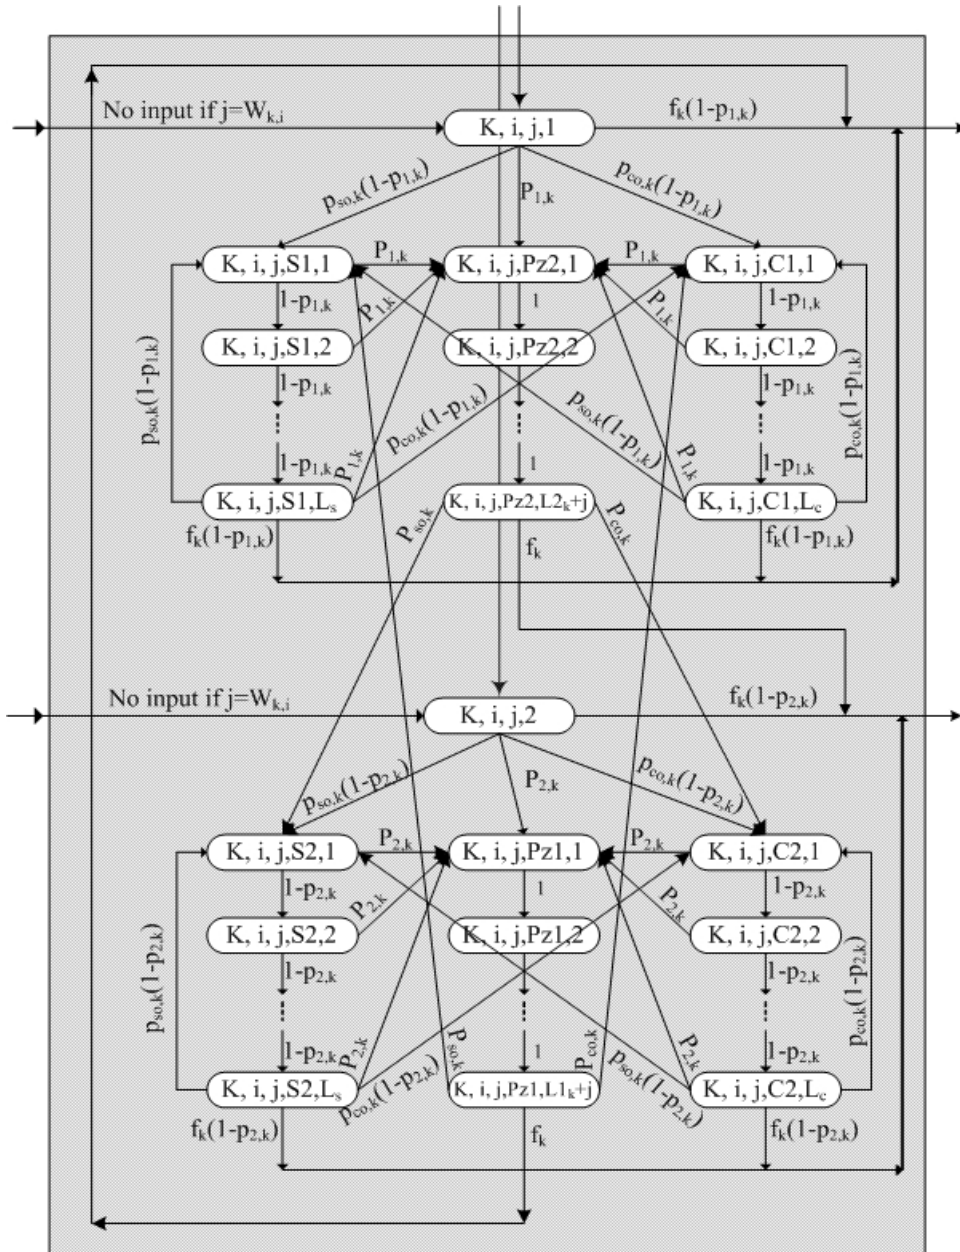 No input if j=W_{k,i}
f_k(1-p_{1,k})
K, i, j,1
p_{so,k}(1-p_{1,k})
P_{1,k}
p_{co,k}(1-p_{1,k})
K, i, j,S1,1
P_{1,k}
K, i, j,Pz2,1
P_{1,k}
K, i, j,C1,1
1-p_{1,k}
P_{1,k}
1
P_{1,k}
1-p_{1,k}
K, i, j,S1,2
K, i, j,Pz2,2
K, i, j,C1,2
p_{so,k}(1-p_{1,k})
1-p_{1,k}
p_{co,k}(1-p_{1,k})
p_{so,k}(1-p_{1,k})
1-p_{1,k}
p_{co,k}(1-p_{1,k})
1-p_{1,k}
P_{1,k}
1
P_{1,k}
1-p_{1,k}
K, i, j,S1,L_s
K, i, j,Pz2,L2_k+j
K, i, j,C1,L_c
f_k(1-p_{1,k})
P_{so,k}
f_k
P_{co,k}
f_k(1-p_{1,k})
No input if j=W_{k,i}
f_k(1-p_{2,k})
K, i, j,2
p_{so,k}(1-p_{2,k})
P_{2,k}
p_{co,k}(1-p_{2,k})
K, i, j,S2,1
P_{2,k}
K, i, j,Pz1,1
P_{2,k}
K, i, j,C2,1
1-p_{2,k}
P_{2,k}
1
P_{2,k}
1-p_{2,k}
K, i, j,S2,2
K, i, j,Pz1,2
K, i, j,C2,2
p_{so,k}(1-p_{2,k})
1-p_{2,k}
1-p_{2,k}
p_{co,k}(1-p_{2,k})
1-p_{2,k}
P_{2,k}
P_{so,k}
1
P_{co,k}
P_{2,k}
1-p_{2,k}
K, i, j,S2,L_s
p_{co,k}(1-p_{2,k})
K, i, j,Pz1,L1_k+j
p_{so,k}(1-p_{2,k})
K, i, j,C2,L_c
f_k(1-p_{2,k})
f_k
f_k(1-p_{2,k})